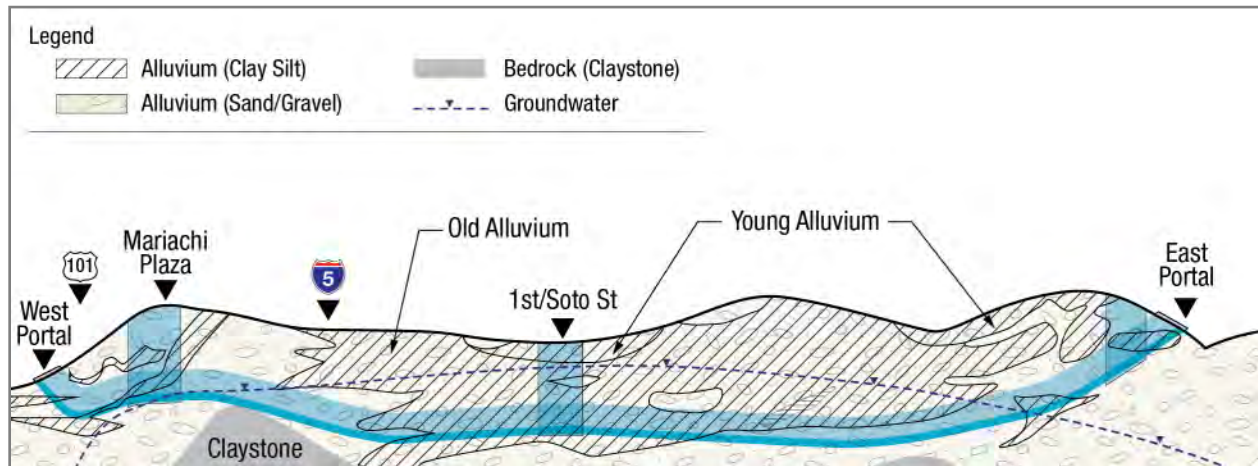 Legend
Alluvium (Clay Silt)
Bedrock (Claystone)
Alluvium (Sand/Gravel)
Groundwater
Old Alluvium
Young Alluvium
Mariachi
Plaza
101
5
East
Portal
1st/Soto St
West
Portal
Claystone